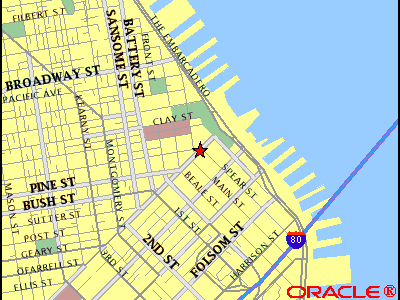 FILBERT ST
BATTERY ST
SANSOME ST
FRONT ST
THE EMBARCADERO
BROADWAY ST
PACIFIC AVE
KEARNY ST
CLAY ST
MONTGOMERY ST
MASON ST
PINE ST
BUSH ST
SUTTER ST
POST ST
GEARY ST
OFARRELL ST
ELLIS ST
SPEAR ST
MAIN ST
BEALE ST
1ST ST
2ND ST
3RD ST
FOLSOM ST
HARRISON ST
80
ORACLE®